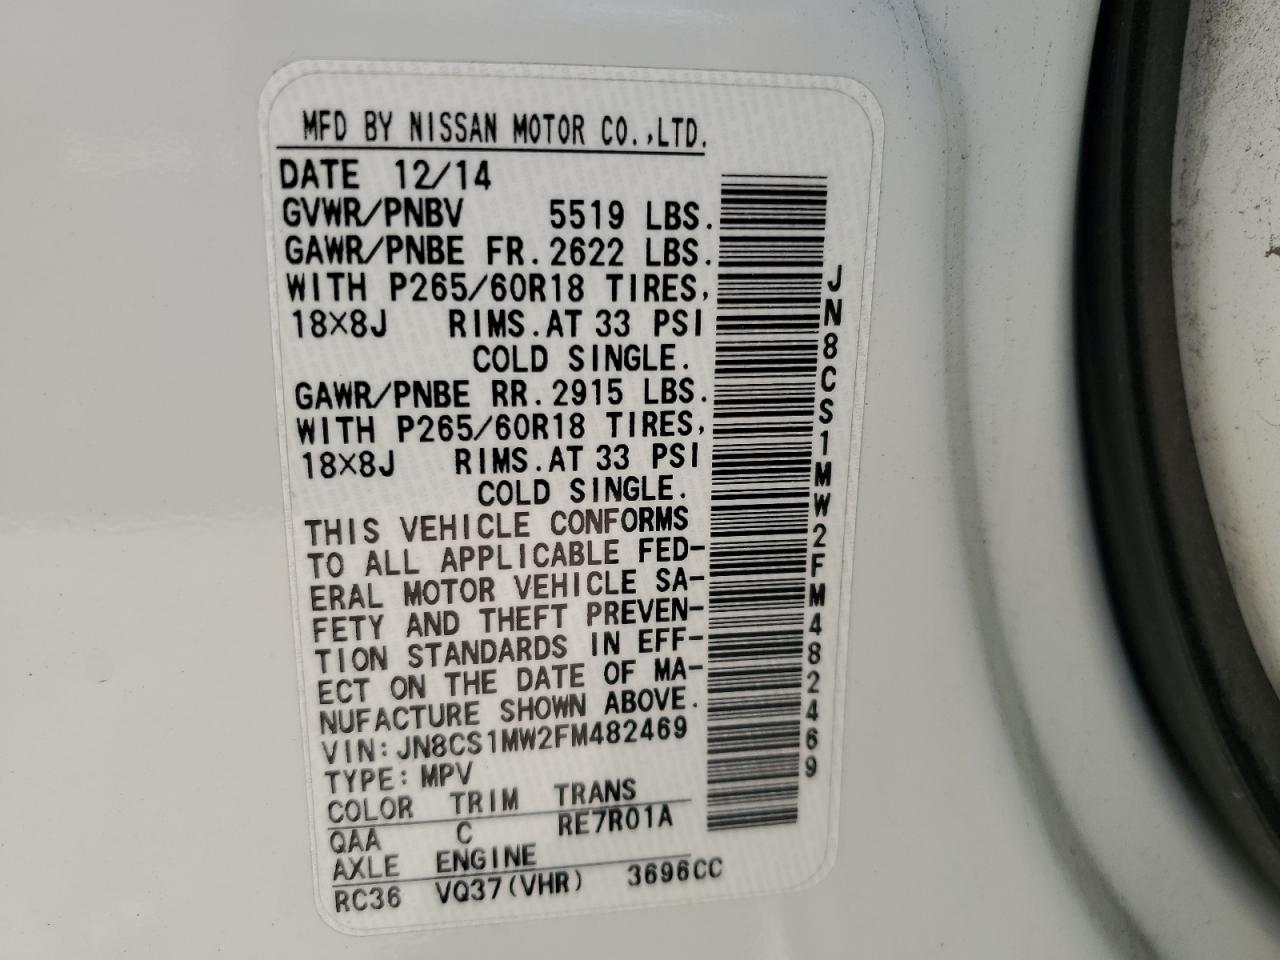 MFD BY NISSAN MOTOR CO.,LTD.
DATE 12/14
GVWR/PNBV 5519 LBS.
GAWR/PNBE FR. 2622 LBS.
WITH P265/60R18 TIRES,
18×8J RIMS. AT 33 PSI
COLD SINGLE.
GAWR/PNBE RR. 2915 LBS.
WITH P265/60R18 TIRES,
18×8J RIMS. AT 33 PSI
COLD SINGLE.
THIS VEHICLE CONFORMS
TO ALL APPLICABLE FED-
ERAL MOTOR VEHICLE SA-
FETY AND THEFT PREVEN-
TION STANDARDS IN EFF-
ECT ON THE DATE OF MA-
NUFACTURE SHOWN ABOVE.
VIN: JN8CS1MW2FM482469
TYPE: MPV
COLOR TRIM TRANS
QAA C RE7R01A
AXLE ENGINE
RC36 VQ37(VHR) 3696CC
JN8CS1MW2FM482469